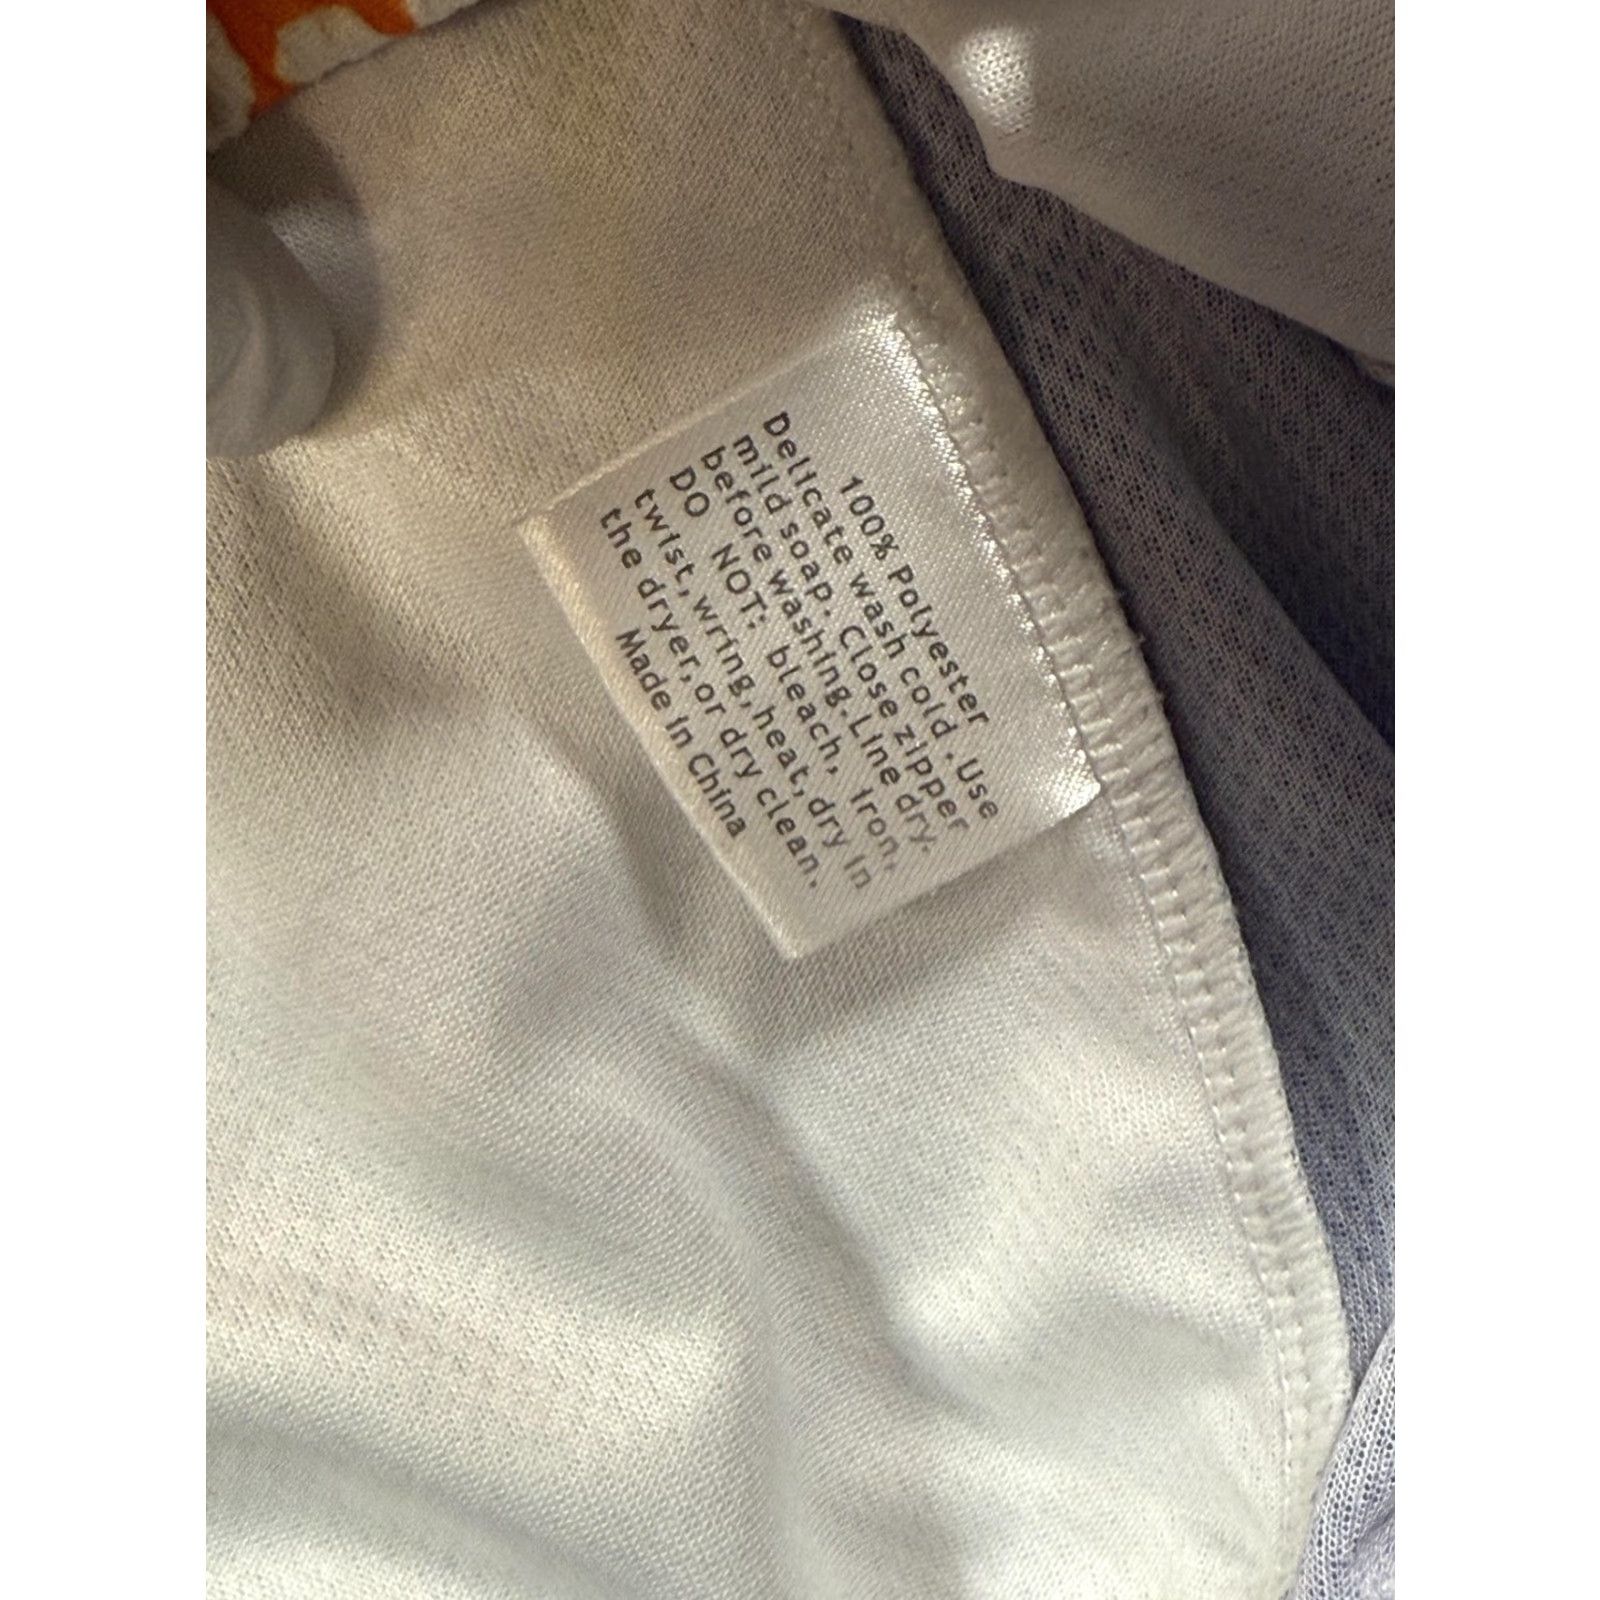 100% Polyester
Delicate wash cold. Use
mild soap. Close zipper
before washing. Line dry.
DO NOT: bleach, iron,
twist, wring, heat, dry in
the dryer, or dry clean.
Made in China